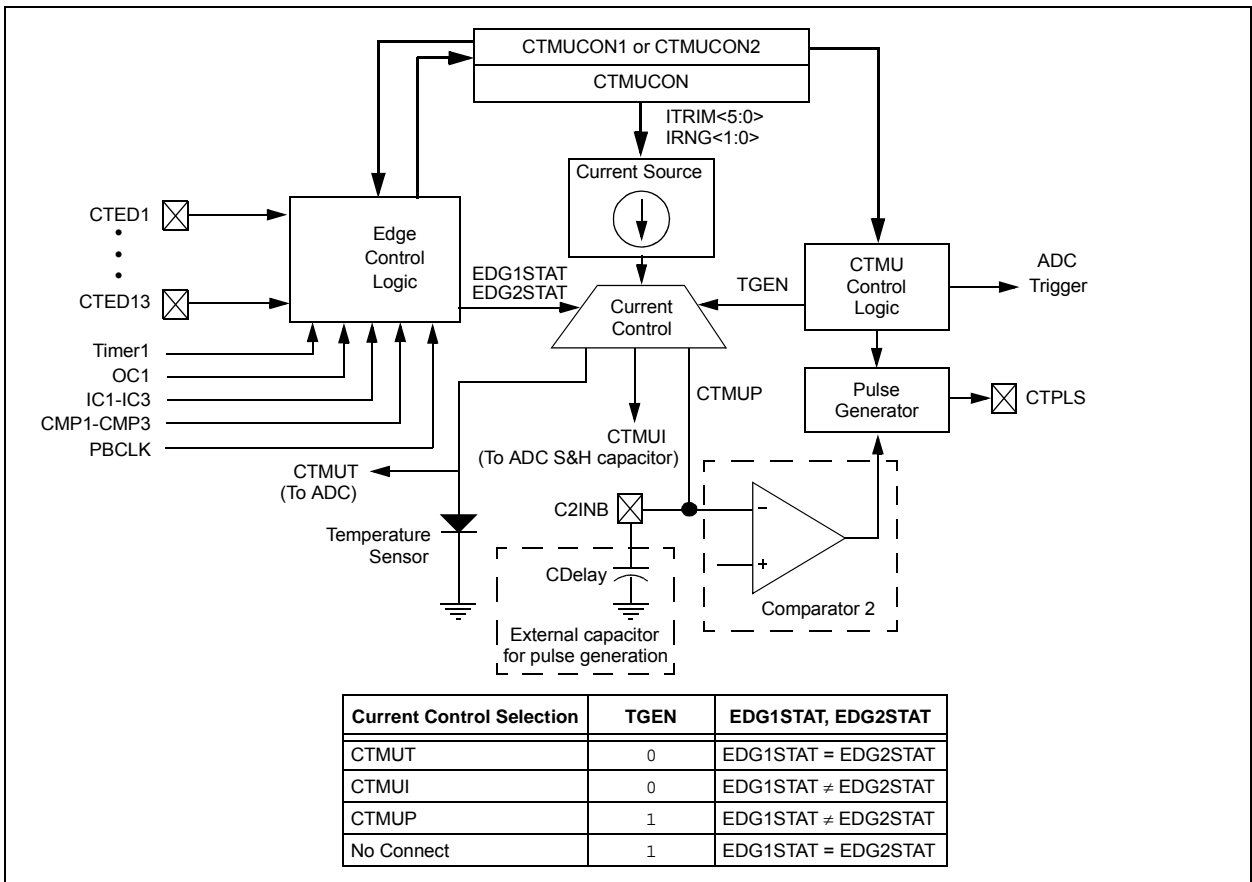 CTMUCON1 or CTMUCON2
CTMUCON
ITRIM<5:0>
IRNG<1:0>
Current Source
CTED1
CTED13
Edge
Control
Logic
EDG1STAT
EDG2STAT
Current
Control
TGEN
CTMU
Control
Logic
ADC
Trigger
Timer1
OC1
IC1-IC3
CMP1-CMP3
PBCLK
CTMUP
Pulse
Generator
CTPLS
CTMUT
(To ADC)
CTMUI
(To ADC S&H capacitor)
C2INB
Temperature
Sensor
CDelay
External capacitor
for pulse generation
-
+
Comparator 2
Current Control Selection TGEN EDG1STAT, EDG2STAT
CTMUT 0 EDG1STAT = EDG2STAT
CTMUI 0 EDG1STAT ≠ EDG2STAT
CTMUP 1 EDG1STAT ≠ EDG2STAT
No Connect 1 EDG1STAT = EDG2STAT